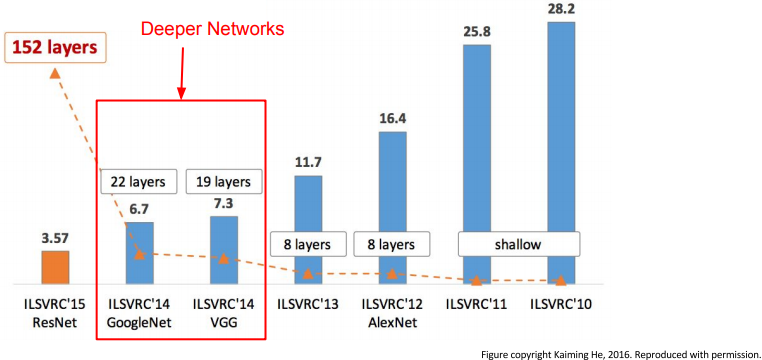 Deeper Networks
152 layers
28.2
25.8
16.4
11.7
22 layers
19 layers
6.7
7.3
3.57
8 layers
8 layers
shallow
ILSVRC'15
ResNet
ILSVRC'14
GoogleNet
ILSVRC'14
VGG
ILSVRC'13
ILSVRC'12
AlexNet
ILSVRC'11
ILSVRC'10
Figure copyright Kaiming He, 2016. Reproduced with permission.